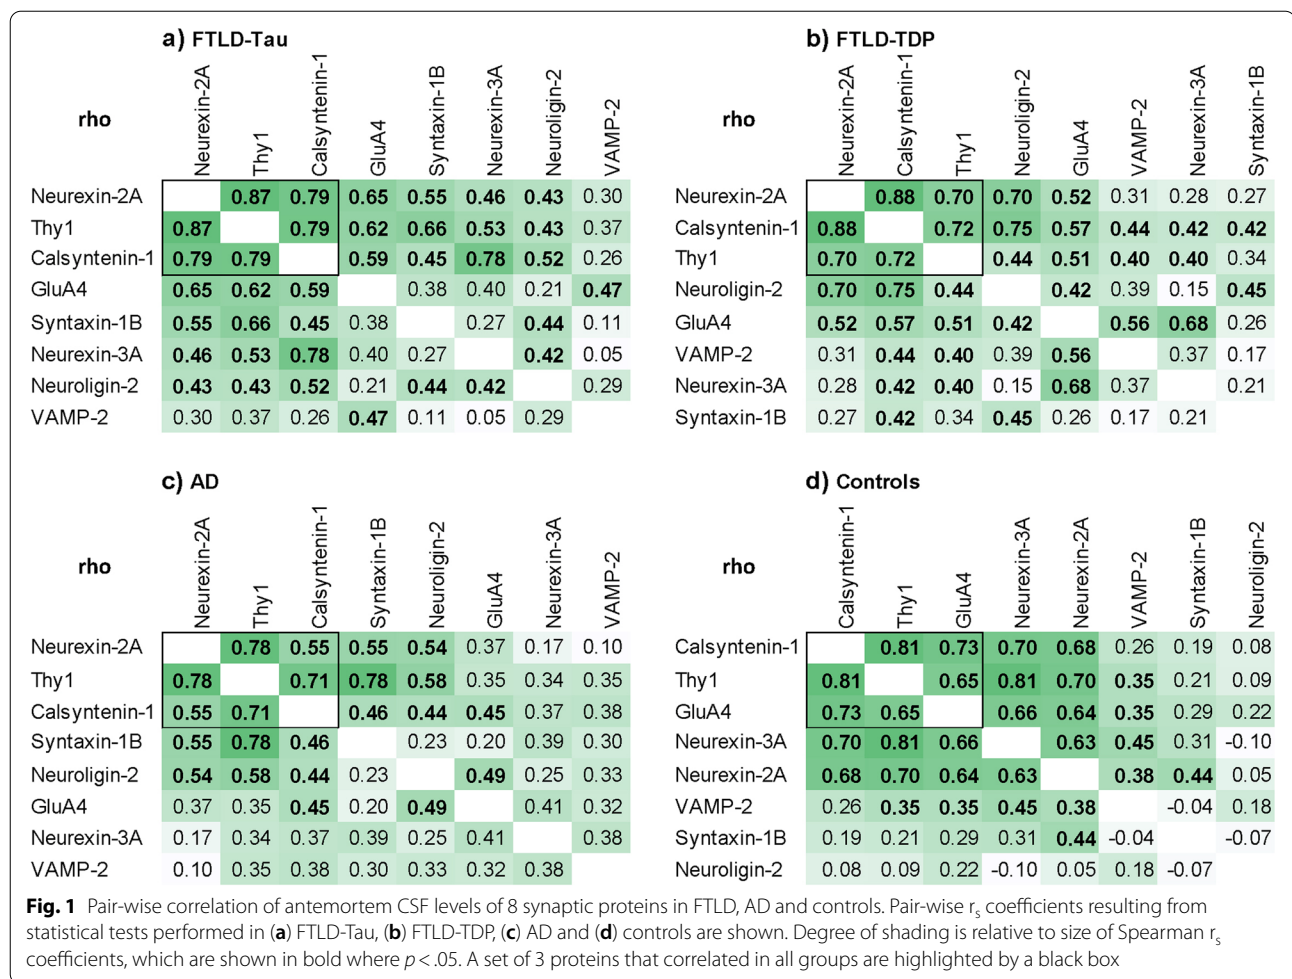 a) FTLD-Tau
rho
Neurexin-2A
Thy1
Calsyntenin-1
GluA4
Syntaxin-1B
Neurexin-3A
Neuroligin-2
VAMP-2
Neurexin-2A 0.87 0.79 0.65 0.55 0.46 0.43 0.30
Thy1 0.87 0.79 0.62 0.66 0.53 0.43 0.37
Calsyntenin-1 0.79 0.79 0.59 0.45 0.78 0.52 0.26
GluA4 0.65 0.62 0.59 0.38 0.40 0.21 0.47
Syntaxin-1B 0.55 0.66 0.45 0.38 0.27 0.44 0.11
Neurexin-3A 0.46 0.53 0.78 0.40 0.27 0.42 0.05
Neuroligin-2 0.43 0.43 0.52 0.21 0.44 0.42 0.29
VAMP-2 0.30 0.37 0.26 0.47 0.11 0.05 0.29
b) FTLD-TDP
rho
Neurexin-2A
Calsyntenin-1
Thy1
Neuroligin-2
GluA4
VAMP-2
Neurexin-3A
Syntaxin-1B
Neurexin-2A 0.88 0.70 0.70 0.52 0.31 0.28 0.27
Calsyntenin-1 0.88 0.72 0.75 0.57 0.44 0.42 0.42
Thy1 0.70 0.72 0.44 0.51 0.40 0.40 0.34
Neuroligin-2 0.70 0.75 0.44 0.42 0.39 0.15 0.45
GluA4 0.52 0.57 0.51 0.42 0.56 0.68 0.26
VAMP-2 0.31 0.44 0.40 0.39 0.56 0.37 0.17
Neurexin-3A 0.28 0.42 0.40 0.15 0.68 0.37 0.21
Syntaxin-1B 0.27 0.42 0.34 0.45 0.26 0.17 0.21
c) AD
rho
Neurexin-2A
Thy1
Calsyntenin-1
Syntaxin-1B
Neuroligin-2
GluA4
Neurexin-3A
VAMP-2
Neurexin-2A 0.78 0.55 0.55 0.54 0.37 0.17 0.10
Thy1 0.78 0.71 0.78 0.58 0.35 0.34 0.35
Calsyntenin-1 0.55 0.71 0.46 0.44 0.45 0.37 0.38
Syntaxin-1B 0.55 0.78 0.46 0.23 0.20 0.39 0.30
Neuroligin-2 0.54 0.58 0.44 0.23 0.49 0.25 0.33
GluA4 0.37 0.35 0.45 0.20 0.49 0.41 0.32
Neurexin-3A 0.17 0.34 0.37 0.39 0.25 0.41 0.38
VAMP-2 0.10 0.35 0.38 0.30 0.33 0.32 0.38
d) Controls
rho
Calsyntenin-1
Thy1
GluA4
Neurexin-3A
Neurexin-2A
VAMP-2
Syntaxin-1B
Neuroligin-2
Calsyntenin-1 0.81 0.73 0.70 0.68 0.26 0.19 0.08
Thy1 0.81 0.65 0.81 0.70 0.35 0.21 0.09
GluA4 0.73 0.65 0.66 0.64 0.35 0.29 0.22
Neurexin-3A 0.70 0.81 0.66 0.63 0.45 0.31 -0.10
Neurexin-2A 0.68 0.70 0.64 0.63 0.38 0.44 0.05
VAMP-2 0.26 0.35 0.35 0.45 0.38 -0.04 0.18
Syntaxin-1B 0.19 0.21 0.29 0.31 0.44 -0.04 -0.07
Neuroligin-2 0.08 0.09 0.22 -0.10 0.05 0.18 -0.07
Fig. 1 Pair-wise correlation of antemortem CSF levels of 8 synaptic proteins in FTLD, AD and controls. Pair-wise rs coefficients resulting from
statistical tests performed in (a) FTLD-Tau, (b) FTLD-TDP, (c) AD and (d) controls are shown. Degree of shading is relative to size of Spearman rs
coefficients, which are shown in bold where p < .05. A set of 3 proteins that correlated in all groups are highlighted by a black box